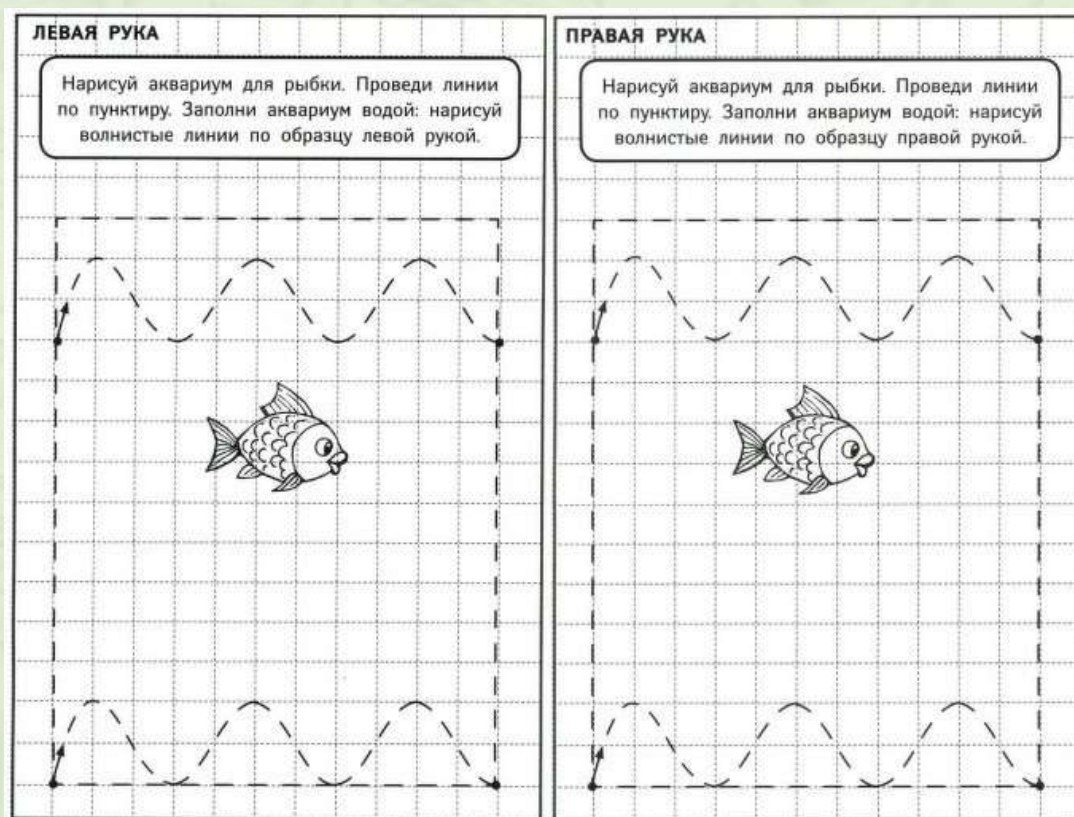 ЛЕВАЯ РУКА
Нарисуй аквариум для рыбки. Проведи линии
по пунктиру. Заполни аквариум водой: нарисуй
волнистые линии по образцу левой рукой.
ПРАВАЯ РУКА
Нарисуй аквариум для рыбки. Проведи линии
по пунктиру. Заполни аквариум водой: нарисуй
волнистые линии по образцу правой рукой.